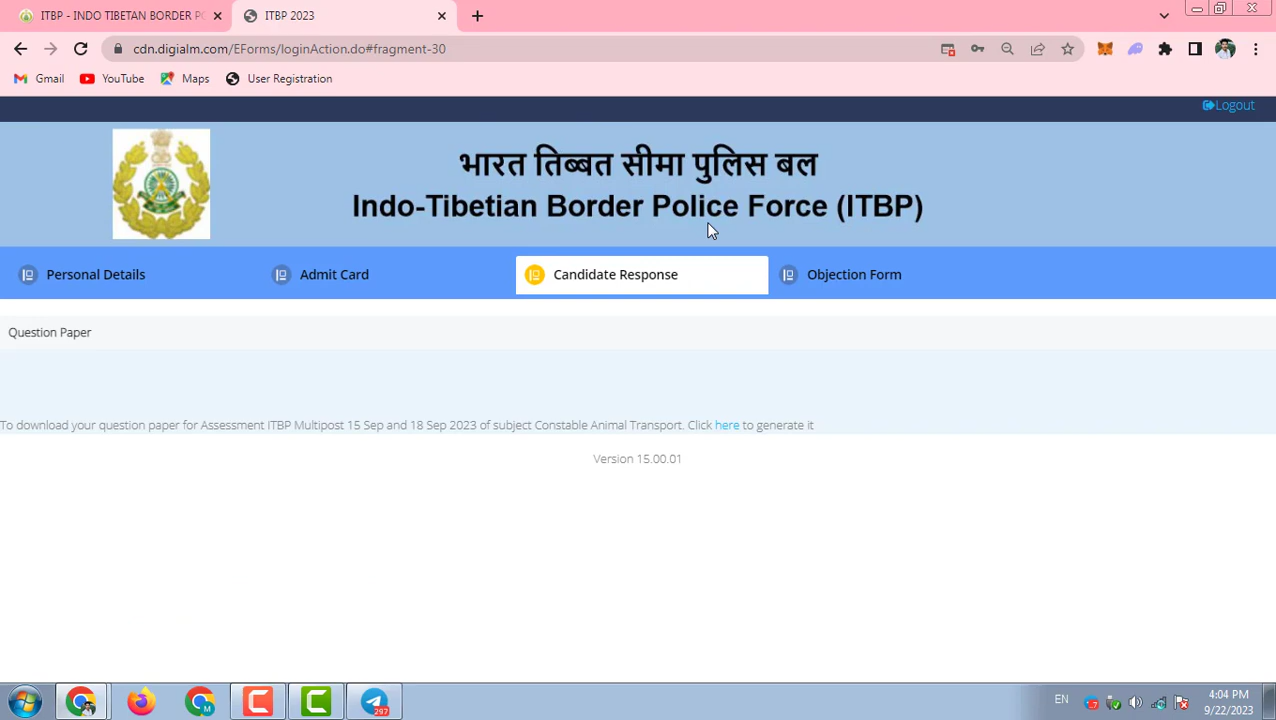 ITBP - INDO TIBETAN BORDER PO
ITBP 2023
cdn.digialm.com/EForms/loginAction.do#fragment-30
Gmail
YouTube
Maps
User Registration
Logout
भारत तिब्बत सीमा पुलिस बल
Indo-Tibetian Border Police Force (ITBP)
Personal Details
Admit Card
Candidate Response
Objection Form
Question Paper
To download your question paper for Assessment ITBP Multipost 15 Sep and 18 Sep 2023 of subject Constable Animal Transport. Click here to generate it
Version 15.00.01
M
297
EN
4:04 PM
9/22/2023